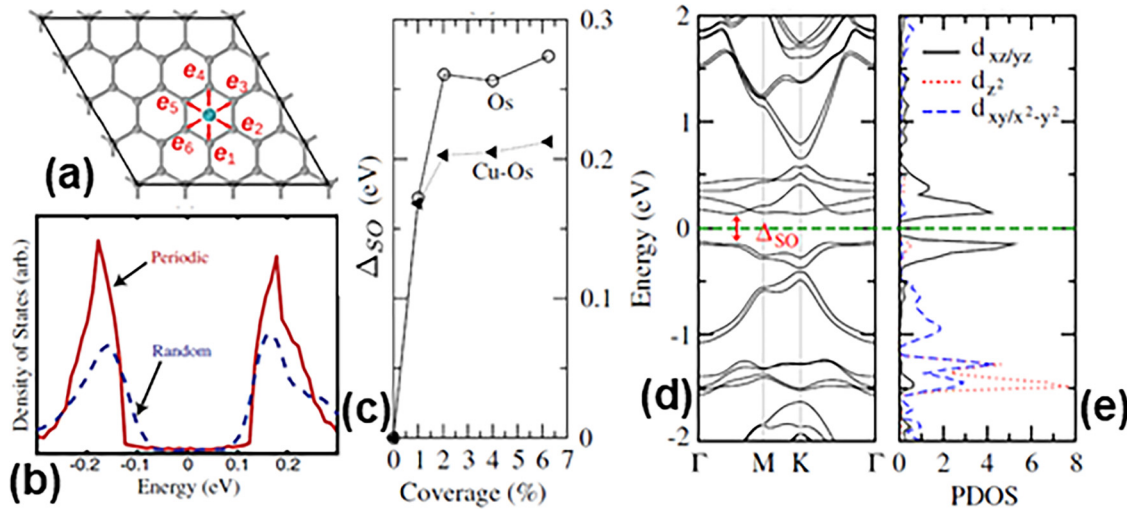 (a)
e4
e5 e3
e6 e2
e1
Density of States (arb.)
Periodic
Random
-0.2 -0.1 0 0.1 0.2
Energy (eV)
(b)
ΔSO (eV)
0.3
0.2
0.1
0
Os
Cu-Os
0 1 2 3 4 5 6 7
Coverage (%)
(c)
Energy (eV)
2
1
0
-1
-2
ΔSO
Γ M K Γ
(d)
dxz/yz
dz²
dxy/x²-y²
0 2 4 6 8
PDOS
(e)